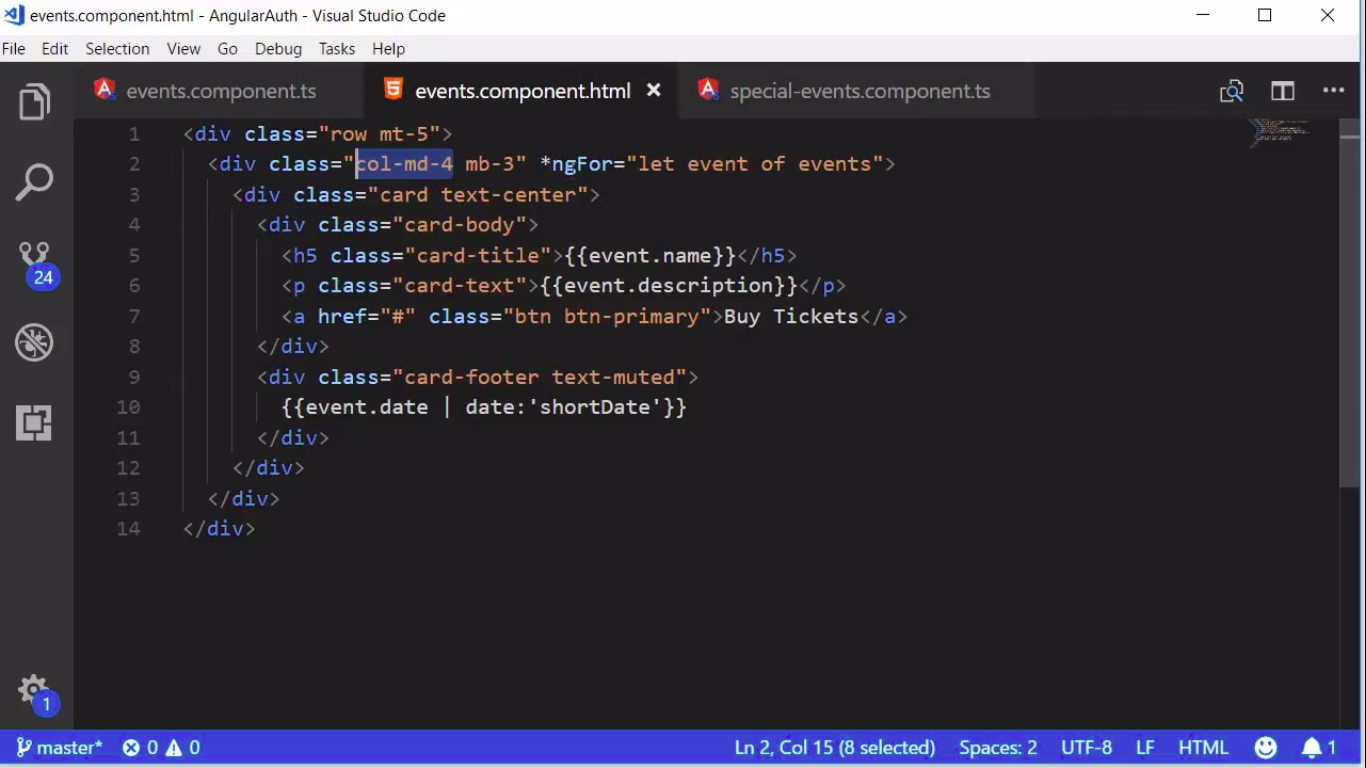 events.component.html - AngularAuth - Visual Studio Code
File Edit Selection View Go Debug Tasks Help
events.component.ts events.component.html special-events.component.ts
1 <div class="row mt-5">
2 <div class="col-md-4 mb-3" *ngFor="let event of events">
3 <div class="card text-center">
4 <div class="card-body">
5 <h5 class="card-title">{{event.name}}</h5>
6 <p class="card-text">{{event.description}}</p>
7 <a href="#" class="btn btn-primary">Buy Tickets</a>
8 </div>
9 <div class="card-footer text-muted">
10 {{event.date | date:'shortDate'}}
11 </div>
12 </div>
13 </div>
14 </div>
24
1
master* 0 0 Ln 2, Col 15 (8 selected) Spaces: 2 UTF-8 LF HTML 1